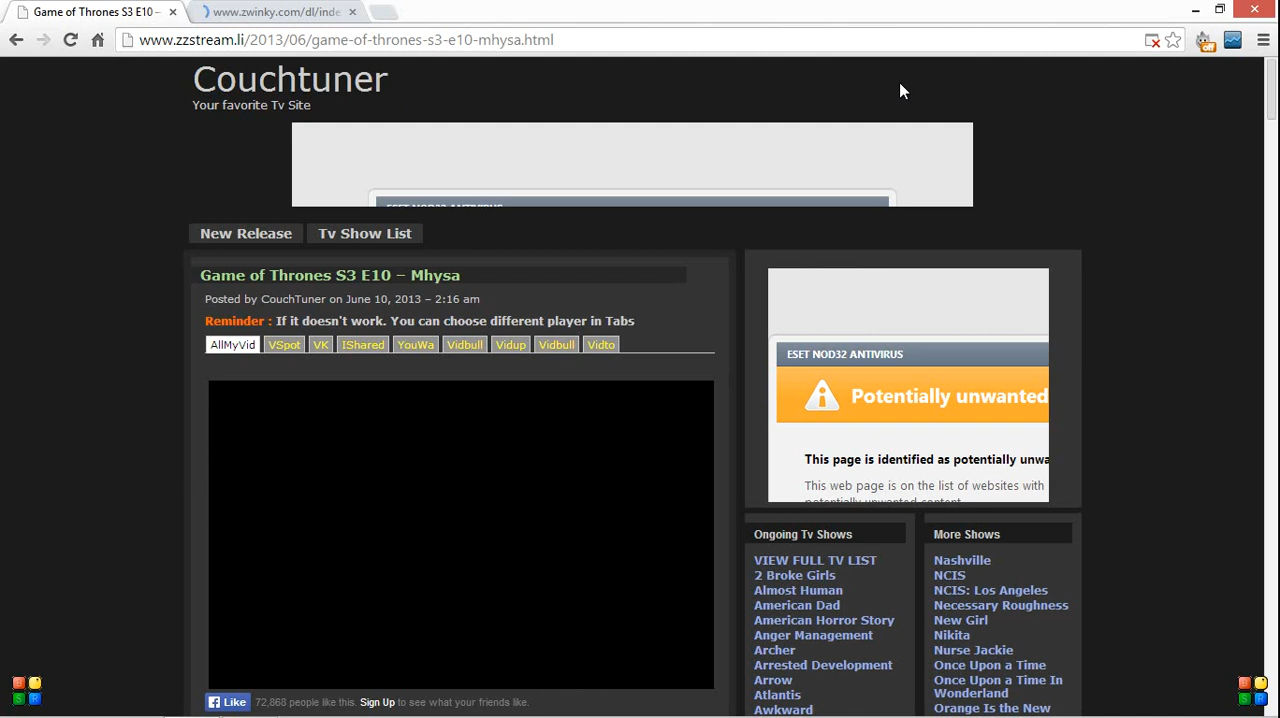 Game of Thrones S3 E10 –
www.zwinky.com/dl/inde
www.zzstream.li/2013/06/game-of-thrones-s3-e10-mhysa.html
off
Couchtuner
Your favorite Tv Site
ESET NOD32 ANTIVIRUS
New Release
Tv Show List
Game of Thrones S3 E10 – Mhysa
Posted by CouchTuner on June 10, 2013 – 2:16 am
Reminder : If it doesn't work. You can choose different player in Tabs
AllMyVid VSpot VK IShared YouWa Vidbull Vidup Vidbull Vidto
Like 72,868 people like this. Sign Up to see what your friends like.
ESET NOD32 ANTIVIRUS
Potentially unwanted
This page is identified as potentially unwa
This web page is on the list of websites with
potentially unwanted content
Ongoing Tv Shows
VIEW FULL TV LIST
2 Broke Girls
Almost Human
American Dad
American Horror Story
Anger Management
Archer
Arrested Development
Arrow
Atlantis
Awkward
More Shows
Nashville
NCIS
NCIS: Los Angeles
Necessary Roughness
New Girl
Nikita
Nurse Jackie
Once Upon a Time
Once Upon a Time In
Wonderland
Orange Is the New
B S R
B S R